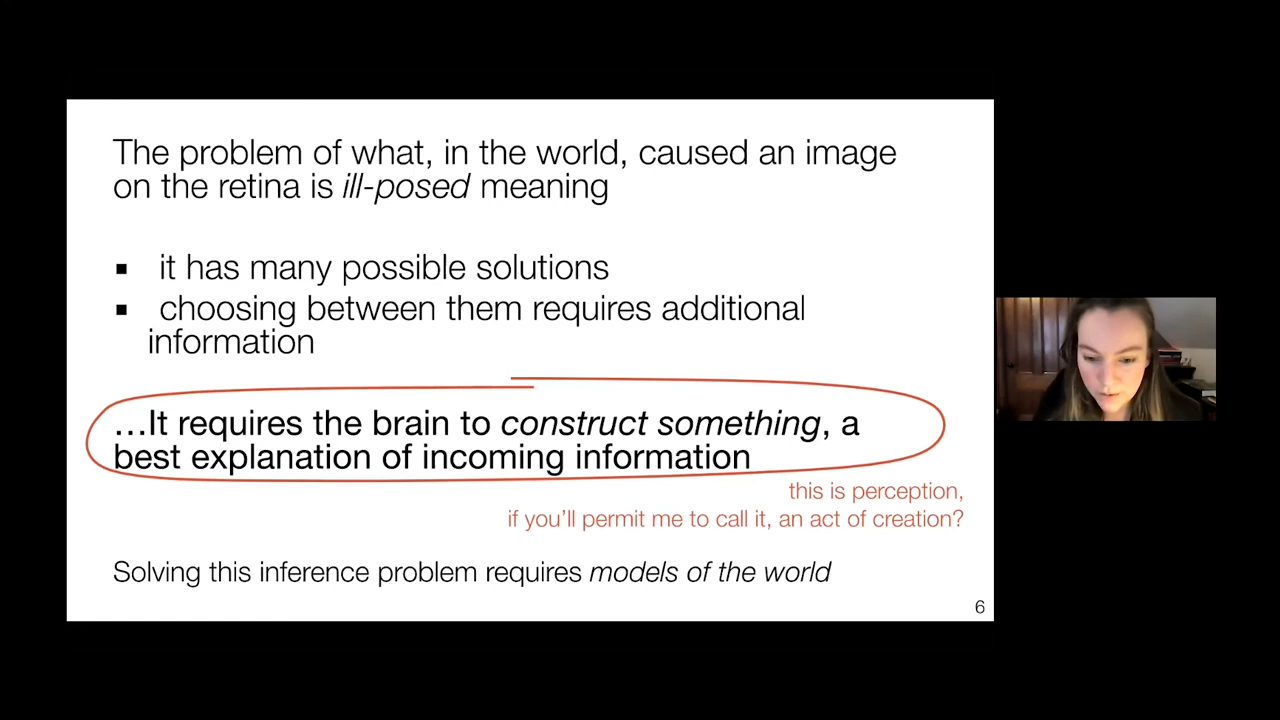 The problem of what, in the world, caused an image
on the retina is ill-posed meaning
▪ it has many possible solutions
▪ choosing between them requires additional
information
…It requires the brain to construct something, a
best explanation of incoming information
this is perception,
if you’ll permit me to call it, an act of creation?
Solving this inference problem requires models of the world
6